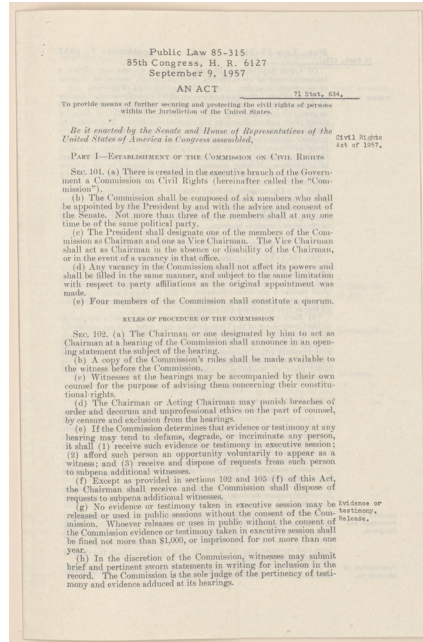 Public Law 85-315
85th Congress, H. R. 6127
September 9, 1957
AN ACT
71 Stat. 634.
To provide means of further securing and protecting the civil rights of persons
within the jurisdiction of the United States.
Be it enacted by the Senate and House of Representatives of the
United States of America in Congress assembled,
Civil Rights
Act of 1957.
PART I—ESTABLISHMENT OF THE COMMISSION ON CIVIL RIGHTS
SEC. 101. (a) There is created in the executive branch of the Govern-
ment a Commission on Civil Rights (hereinafter called the "Com-
mission").
(b) The Commission shall be composed of six members who shall
be appointed by the President by and with the advice and consent of
the Senate. Not more than three of the members shall at any one
time be of the same political party.
(c) The President shall designate one of the members of the Com-
mission as Chairman and one as Vice Chairman. The Vice Chairman
shall act as Chairman in the absence or disability of the Chairman,
or in the event of a vacancy in that office.
(d) Any vacancy in the Commission shall not affect its powers and
shall be filled in the same manner, and subject to the same limitation
with respect to party affiliations as the original appointment was
made.
(e) Four members of the Commission shall constitute a quorum.
RULES OF PROCEDURE OF THE COMMISSION
SEC. 102. (a) The Chairman or one designated by him to act as
Chairman at a hearing of the Commission shall announce in an open-
ing statement the subject of the hearing.
(b) A copy of the Commission's rules shall be made available to
the witness before the Commission.
(c) Witnesses at the hearings may be accompanied by their own
counsel for the purpose of advising them concerning their constitu-
tional rights.
(d) The Chairman or Acting Chairman may punish breaches of
order and decorum and unprofessional ethics on the part of counsel,
by censure and exclusion from the hearings.
(e) If the Commission determines that evidence or testimony at any
hearing may tend to defame, degrade, or incriminate any person,
it shall (1) receive such evidence or testimony in executive session;
(2) afford such person an opportunity voluntarily to appear as a
witness; and (3) receive and dispose of requests from such person
to subpena additional witnesses.
(f) Except as provided in sections 102 and 105 (f) of this Act,
the Chairman shall receive and the Commission shall dispose of
requests to subpena additional witnesses.
(g) No evidence or testimony taken in executive session may be
released or used in public sessions without the consent of the Com-
mission. Whoever releases or uses in public without the consent of
the Commission evidence or testimony taken in executive session shall
be fined not more than $1,000, or imprisoned for not more than one
year.
Evidence or
testimony.
Release.
(h) In the discretion of the Commission, witnesses may submit
brief and pertinent sworn statements in writing for inclusion in the
record. The Commission is the sole judge of the pertinency of testi-
mony and evidence adduced at its hearings.